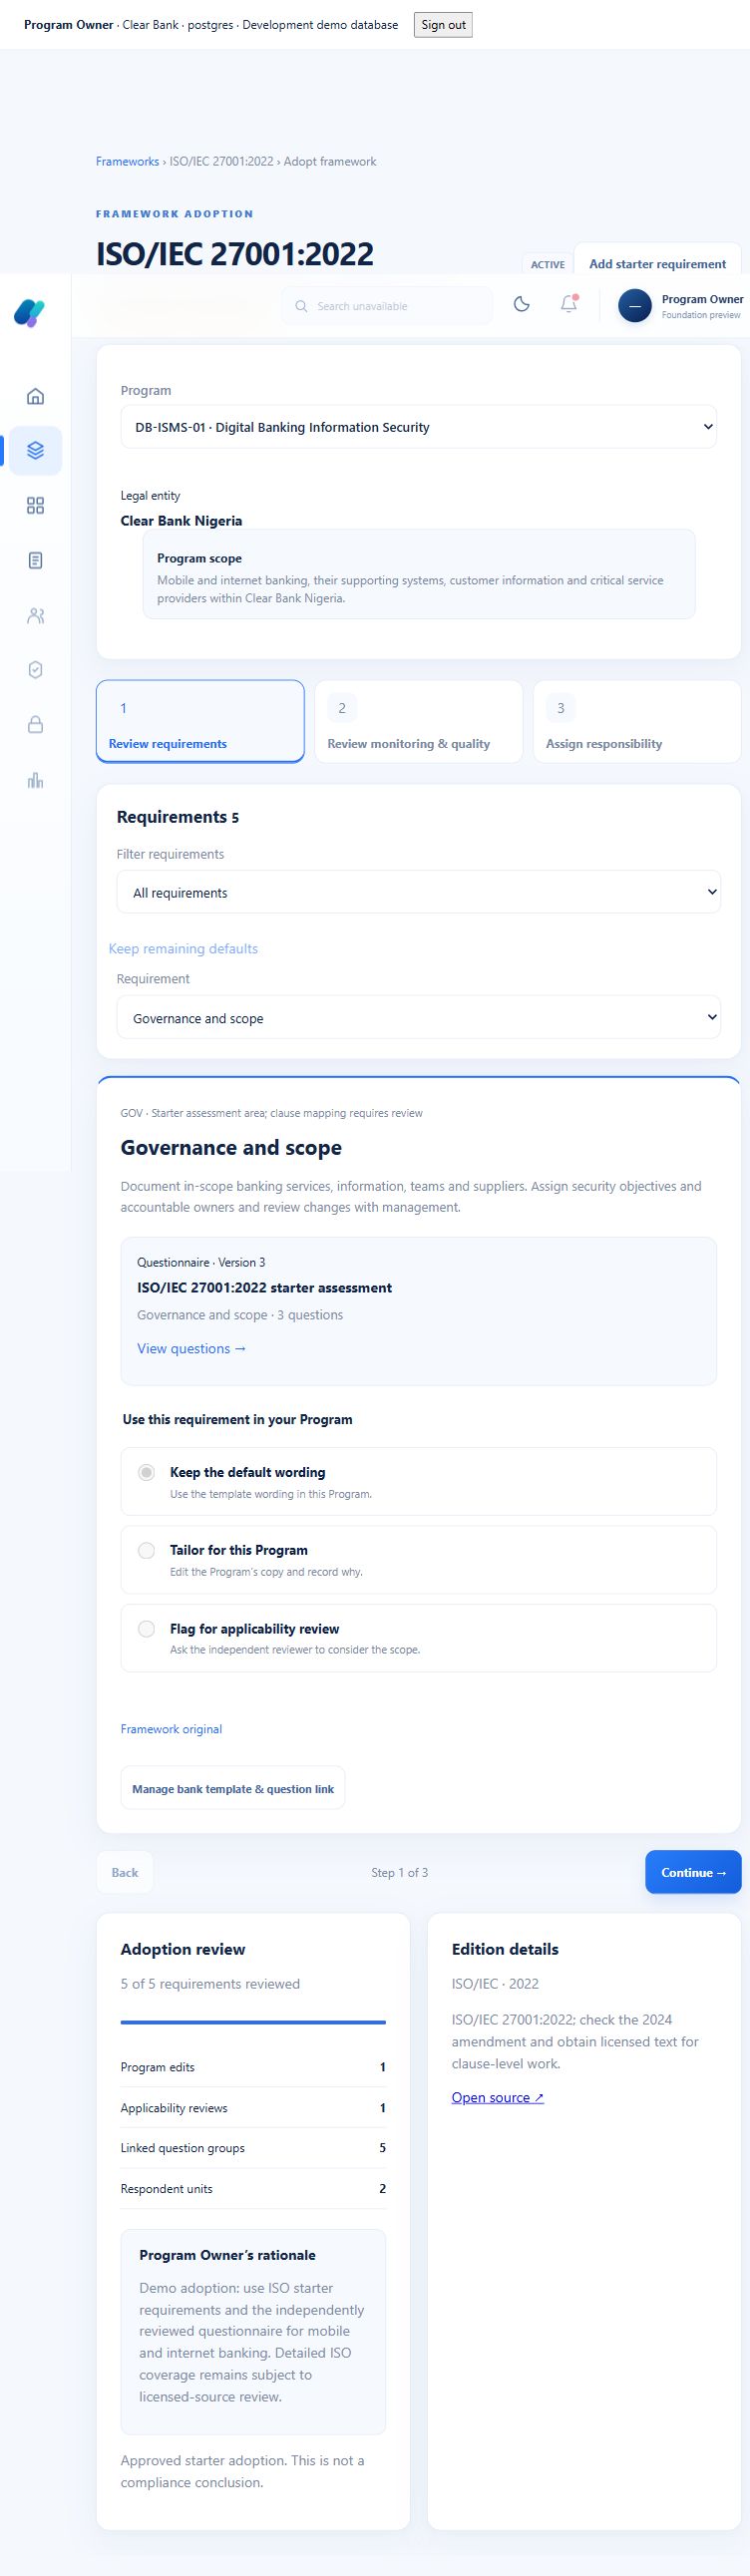 Program Owner · Clear Bank · postgres · Development demo database
Sign out
Frameworks › ISO/IEC 27001:2022 › Adopt framework
FRAMEWORK ADOPTION
ISO/IEC 27001:2022
ACTIVE
Add starter requirement
Search unavailable
Program Owner
Foundation preview
Program
DB-ISMS-01 · Digital Banking Information Security
Legal entity
Clear Bank Nigeria
Program scope
Mobile and internet banking, their supporting systems, customer information and critical service
providers within Clear Bank Nigeria.
1
Review requirements
2
Review monitoring & quality
3
Assign responsibility
Requirements 5
Filter requirements
All requirements
Keep remaining defaults
Requirement
Governance and scope
GOV · Starter assessment area; clause mapping requires review
Governance and scope
Document in-scope banking services, information, teams and suppliers. Assign security objectives and
accountable owners and review changes with management.
Questionnaire · Version 3
ISO/IEC 27001:2022 starter assessment
Governance and scope · 3 questions
View questions →
Use this requirement in your Program
Keep the default wording
Use the template wording in this Program.
Tailor for this Program
Edit the Program's copy and record why.
Flag for applicability review
Ask the independent reviewer to consider the scope.
Framework original
Manage bank template & question link
Back
Step 1 of 3
Continue →
Adoption review
5 of 5 requirements reviewed
Program edits 1
Applicability reviews 1
Linked question groups 5
Respondent units 2
Program Owner’s rationale
Demo adoption: use ISO starter
requirements and the independently
reviewed questionnaire for mobile
and internet banking. Detailed ISO
coverage remains subject to
licensed-source review.
Approved starter adoption. This is not a
compliance conclusion.
Edition details
ISO/IEC · 2022
ISO/IEC 27001:2022; check the 2024
amendment and obtain licensed text for
clause-level work.
Open source ↗